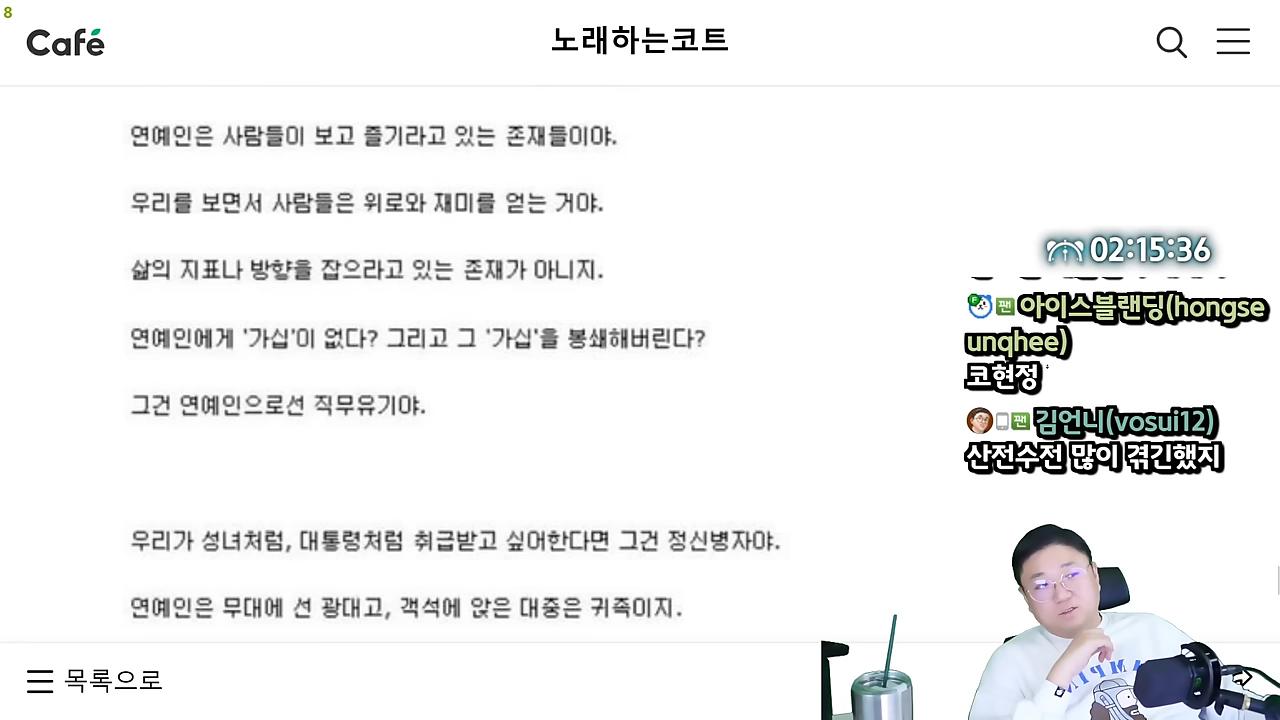 8
Café
노래하는코트
연예인은 사람들이 보고 즐기라고 있는 존재들이야.
우리를 보면서 사람들은 위로와 재미를 얻는 거야.
삶의 지표나 방향을 잡으라고 있는 존재가 아니지.
연예인에게 '가십'이 없다? 그리고 그 '가십'을 봉쇄해버린다?
그건 연예인으로선 직무유기야.
우리가 성녀처럼, 대통령처럼 취급받고 싶어한다면 그건 정신병자야.
연예인은 무대에 선 광대고, 객석에 앉은 대중은 귀족이지.
목록으로
02:15:36
팬 아이스블랜딩(hongse
unqhee)
코현정
팬 김언니(vosui12)
산전수전 많이 겪긴했지